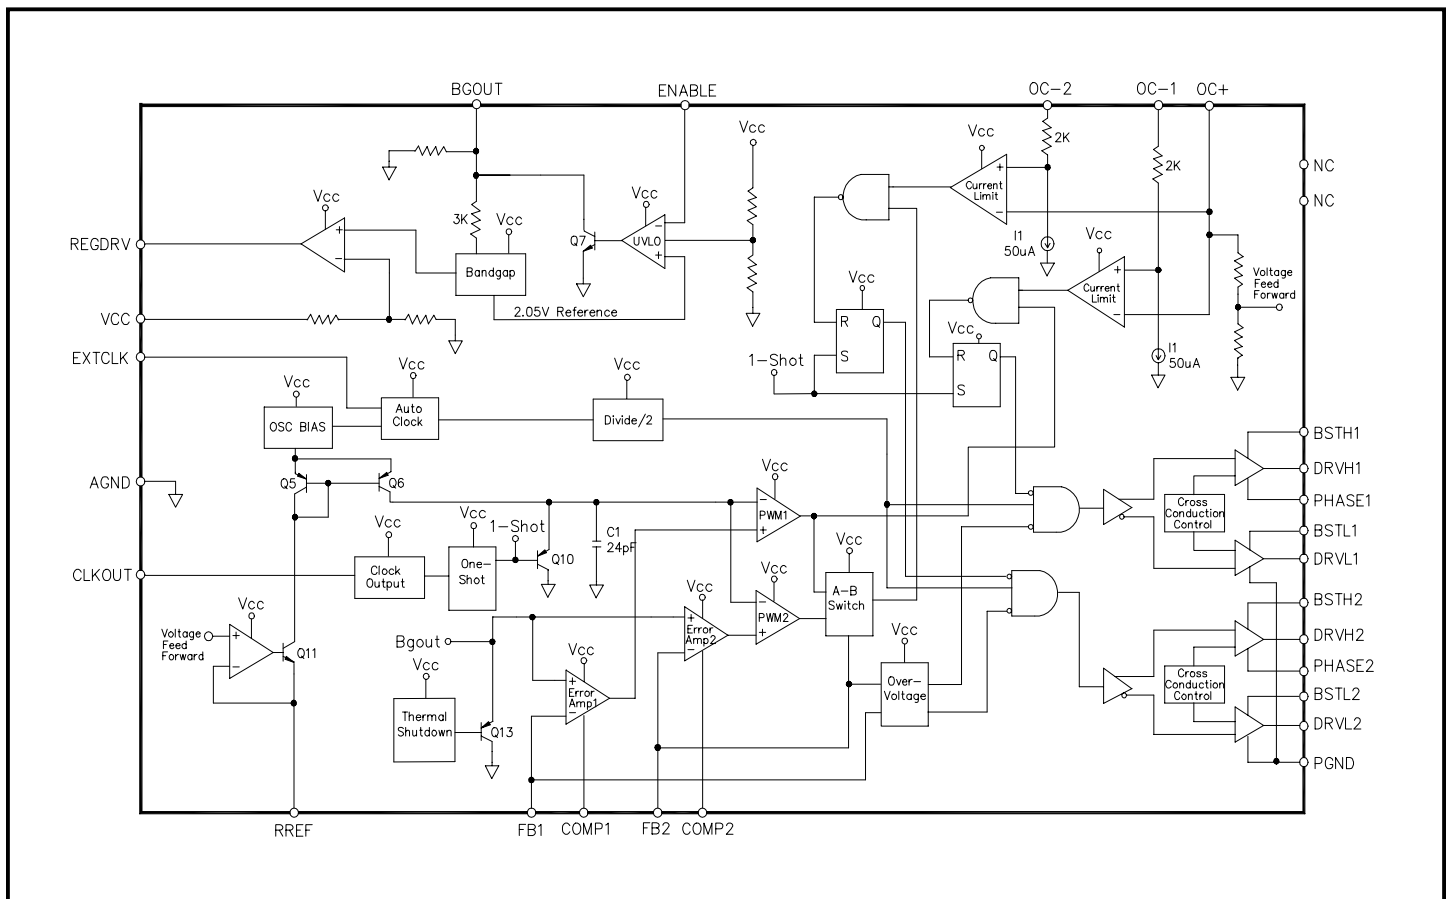 BGOUT
ENABLE
OC-2
OC-1
OC+
Vcc
2K
Vcc
2K
NC
Current
Limit
NC
Vcc
Vcc
3K
Vcc
REGDRV
Q7
UVLO
I1
50uA
Vcc
Bandgap
Vcc
Current
Limit
Voltage
Feed
Forward
2.05V Reference
VCC
R
Q
Vcc
S
EXTCLK
1-Shot
R
Q
S
I1
50uA
Vcc
Vcc
Vcc
OSC BIAS
Auto
Clock
Divide/2
BSTH1
Vcc
DRVH1
AGND
Q5
Q6
PWM1
PHASE1
Cross
Conduction
Control
Vcc
1-Shot
C1
24pF
BSTL1
Vcc
Vcc
Q10
DRVL1
CLKOUT
Clock
Output
One-
Shot
Vcc
A-B
Switch
BSTH2
Vcc
Vcc
PWM2
Voltage
Feed
Forward
Q11
Bgout
Error
Amp2
Vcc
DRVH2
Vcc
Vcc
PHASE2
Cross
Conduction
Control
Error
Amp1
Over-
Voltage
BSTL2
Thermal
Shutdown
Q13
DRVL2
PGND
RREF
FB1
COMP1
FB2
COMP2